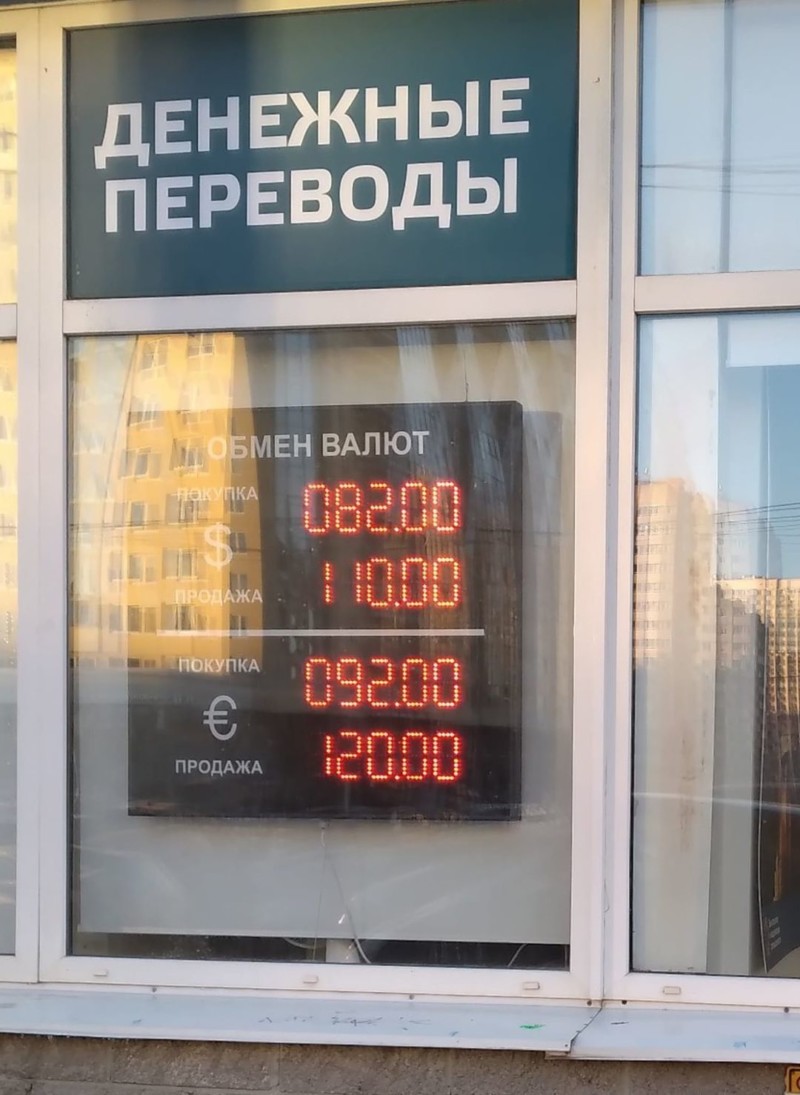 ДЕНЕЖНЫЕ
ПЕРЕВОДЫ
ОБМЕН ВАЛЮТ
ПОКУПКА 082.00
$
ПРОДАЖА 110.00
ПОКУПКА 092.00
€
ПРОДАЖА 120.00